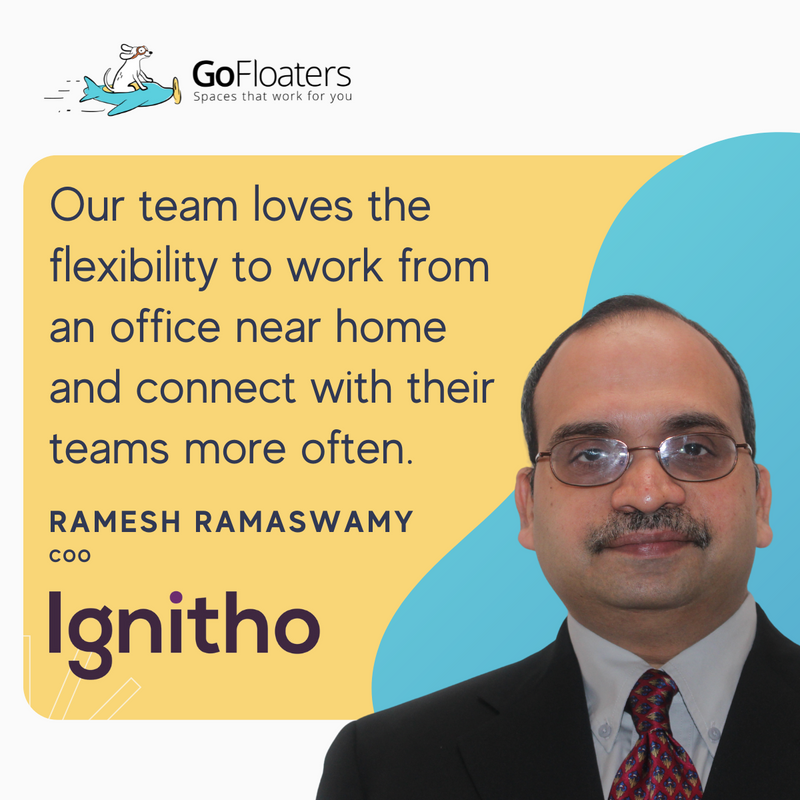 GoFloaters
Spaces that work for you
Our team loves the
flexibility to work from
an office near home
and connect with their
teams more often.
RAMESH RAMASWAMY
COO
Ignitho